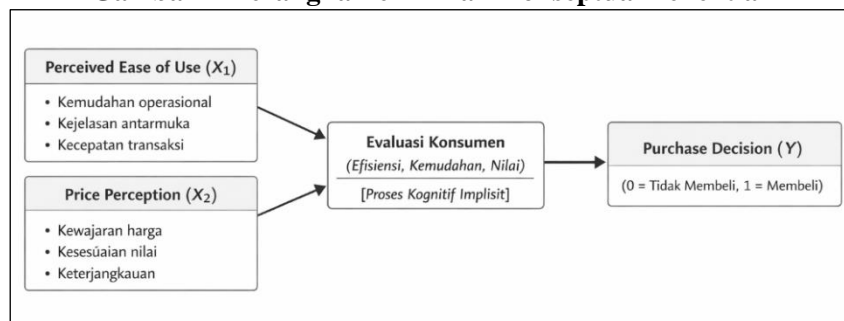 Perceived Ease of Use (X₁)
• Kemudahan operasional
• Kejelasan antarmuka
• Kecepatan transaksi
Price Perception (X₂)
• Kewajaran harga
• Kesesúaian nilai
• Keterjangkauan
Evaluasi Konsumen
(Efisiensi, Kemudahan, Nilai)
[Proses Kognitif Implisit]
Purchase Decision (Y)
(0 = Tidak Membeli, 1 = Membeli)